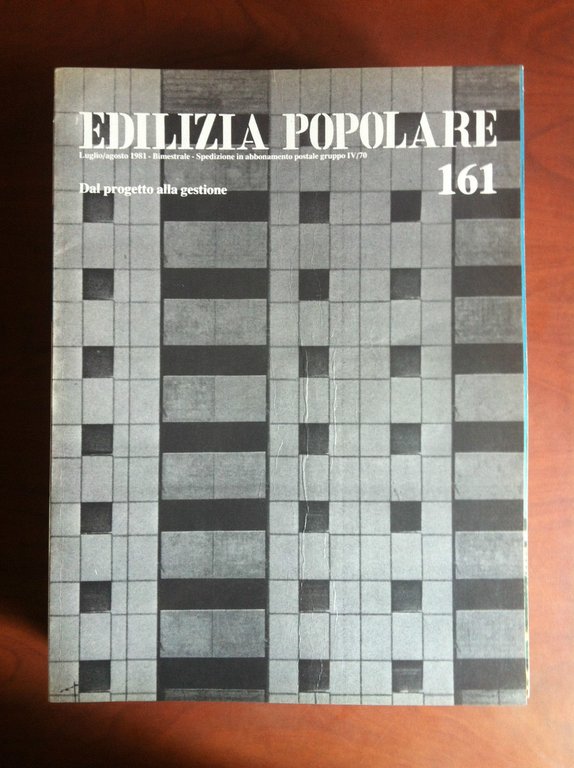 EDILIZIA POPOLARE
Luglio/agosto 1981 - Bimestrale - Spedizione in abbonamento postale gruppo IV/70
161
Dal progetto alla gestione